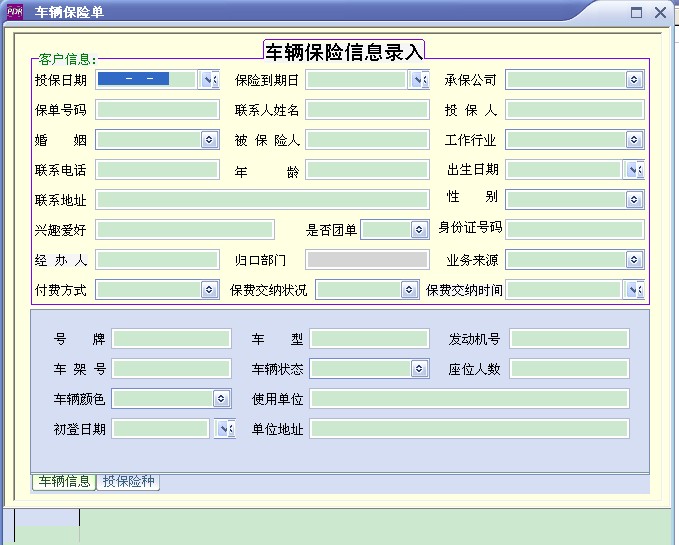 PDR 车辆保险单
车辆保险信息录入
客户信息:
投保日期 - - 保险到期日 承保公司
保单号码 联系人姓名 投 保 人
婚 姻 被 保 险人 工作行业
联系电话 年 龄 出生日期
联系地址 性 别
兴趣爱好 是否团单 身份证号码
经 办 人 归口部门 业务来源
付费方式 保费交纳状况 保费交纳时间
号 牌 车 型 发动机号
车 架 号 车辆状态 座位人数
车辆颜色 使用单位
初登日期 单位地址
车辆信息 投保险种